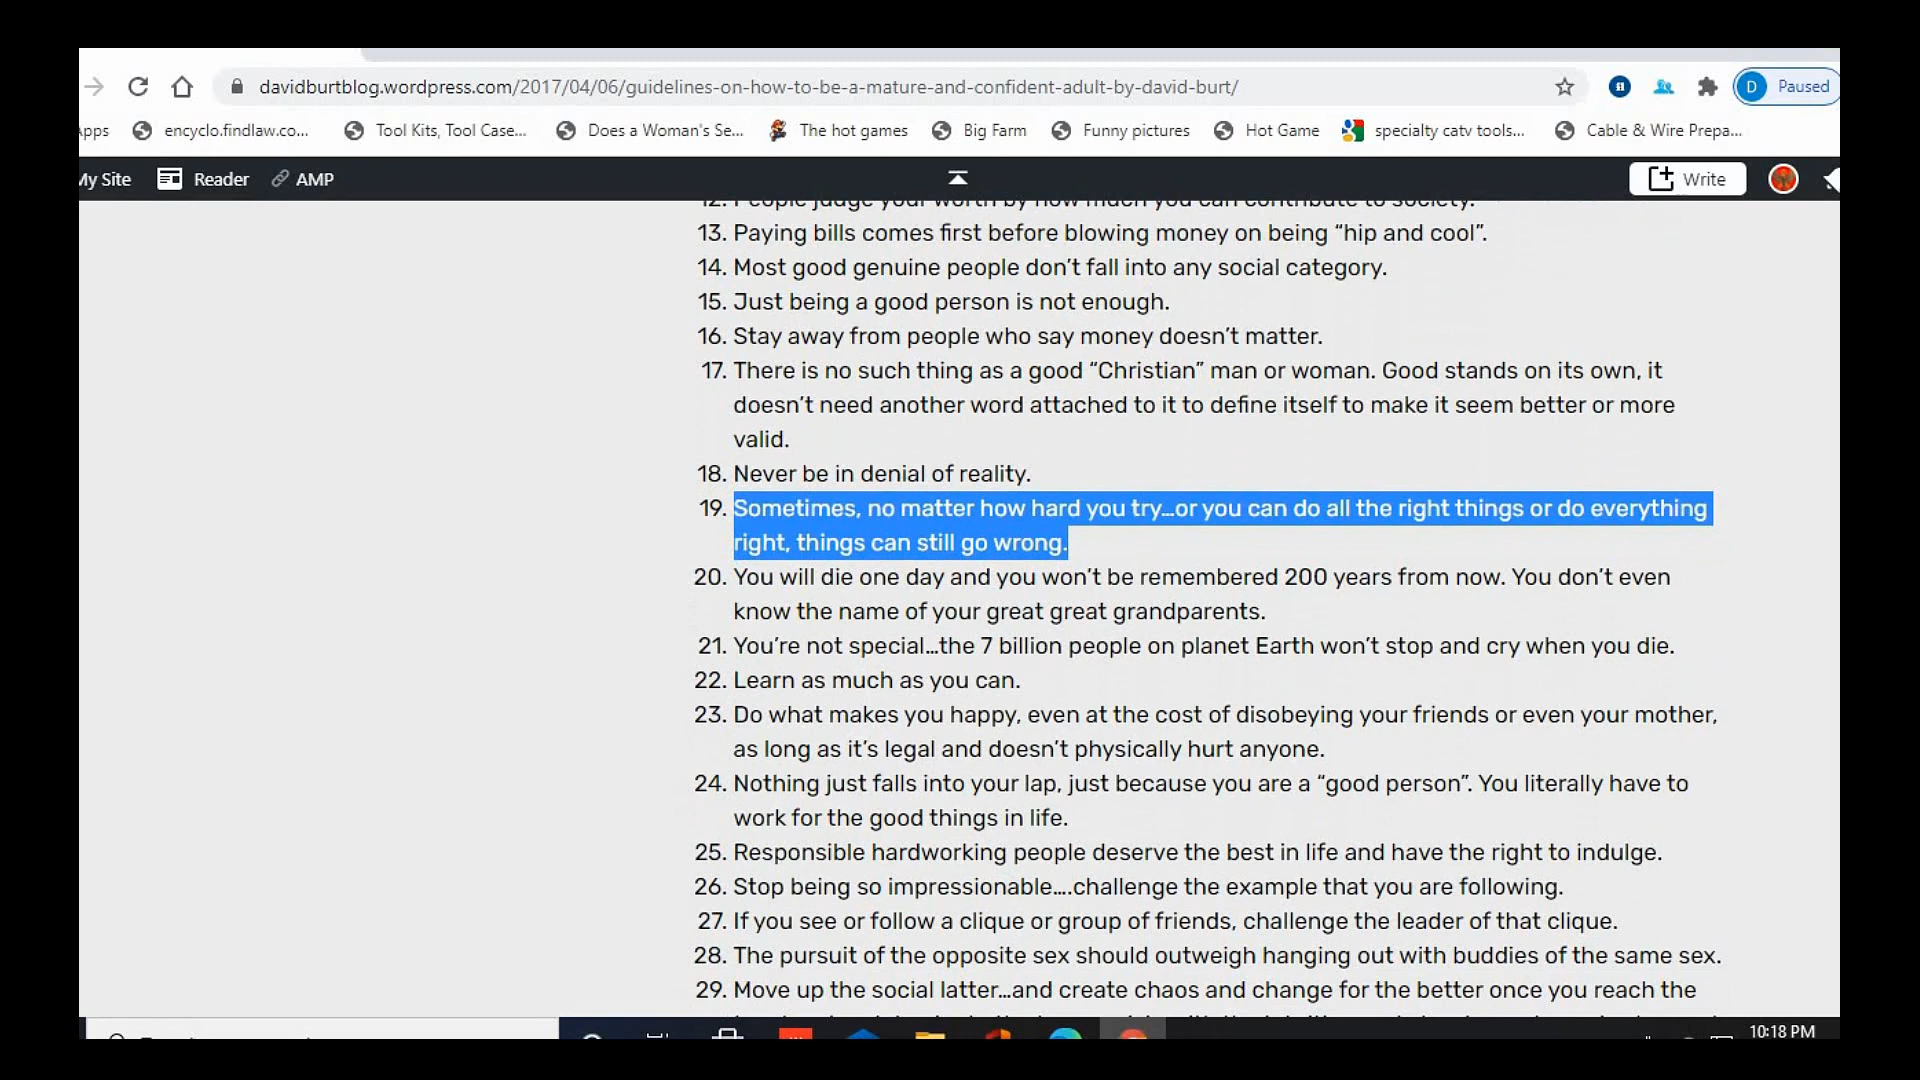 davidburtblog.wordpress.com/2017/04/06/guidelines-on-how-to-be-a-mature-and-confident-adult-by-david-burt/
D Paused
encyclo.findlaw.co... Tool Kits, Tool Case... Does a Woman's Se... The hot games Big Farm Funny pictures Hot Game specialty catv tools... Cable & Wire Prepa...
My Site Reader AMP Write
12. People judge your worth by how much you can contribute to society.
13. Paying bills comes first before blowing money on being “hip and cool”.
14. Most good genuine people don’t fall into any social category.
15. Just being a good person is not enough.
16. Stay away from people who say money doesn’t matter.
17. There is no such thing as a good “Christian” man or woman. Good stands on its own, it
doesn’t need another word attached to it to define itself to make it seem better or more
valid.
18. Never be in denial of reality.
19. Sometimes, no matter how hard you try…or you can do all the right things or do everything
right, things can still go wrong.
20. You will die one day and you won’t be remembered 200 years from now. You don’t even
know the name of your great great grandparents.
21. You’re not special…the 7 billion people on planet Earth won’t stop and cry when you die.
22. Learn as much as you can.
23. Do what makes you happy, even at the cost of disobeying your friends or even your mother,
as long as it’s legal and doesn’t physically hurt anyone.
24. Nothing just falls into your lap, just because you are a “good person”. You literally have to
work for the good things in life.
25. Responsible hardworking people deserve the best in life and have the right to indulge.
26. Stop being so impressionable….challenge the example that you are following.
27. If you see or follow a clique or group of friends, challenge the leader of that clique.
28. The pursuit of the opposite sex should outweigh hanging out with buddies of the same sex.
29. Move up the social latter…and create chaos and change for the better once you reach the
10:18 PM